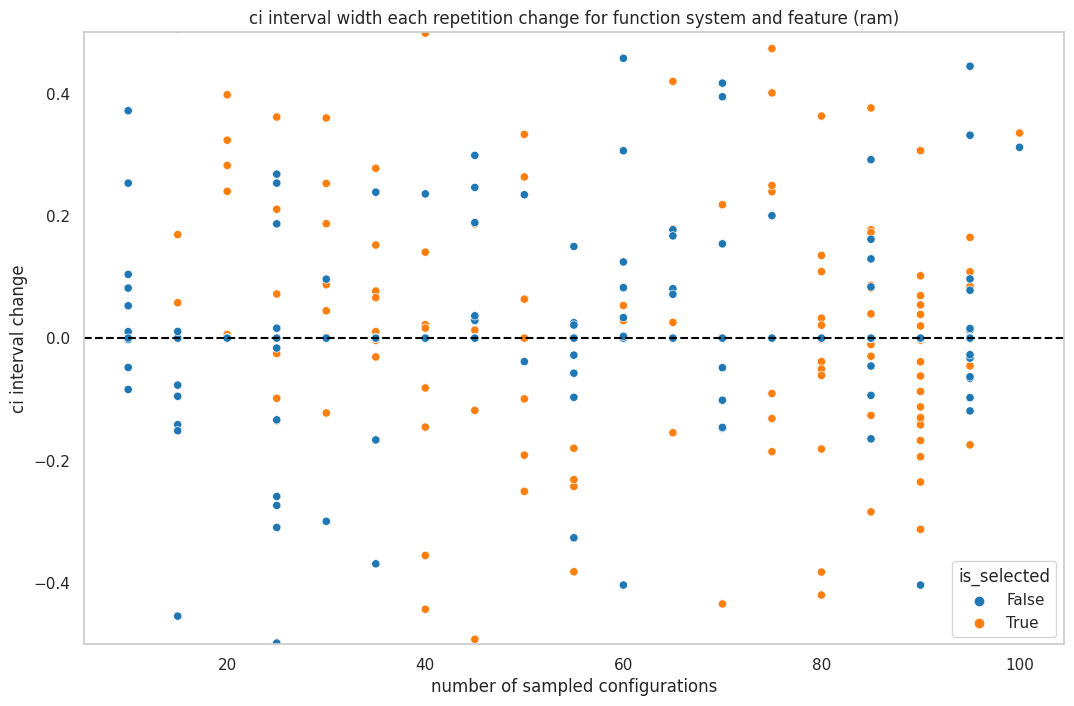 ci interval width each repetition change for function system and feature (ram)
ci interval change
0.4
0.2
0.0
−0.2
−0.4
is_selected
False
True
20
40
60
80
100
number of sampled configurations